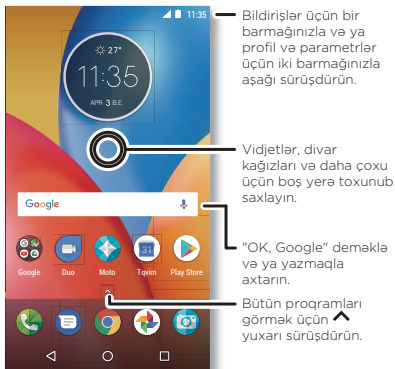 11:35
27°
11:35
APR 3 B.E.
Google
Google
Duo
Moto
31
Tqvim
Play Store
Bildirişlər üçün bir
barmağınızla və ya
profil və parametrlər
üçün iki barmağınızla
aşağı sürüşdürün.
Vidjetlər, divar
kağızları və daha çoxu
üçün boş yerə toxunub
saxlayın.
"OK, Google" deməklə
və ya yazmaqla
axtarın.
Bütün proqramları
görmək üçün
yuxarı sürüşdürün.